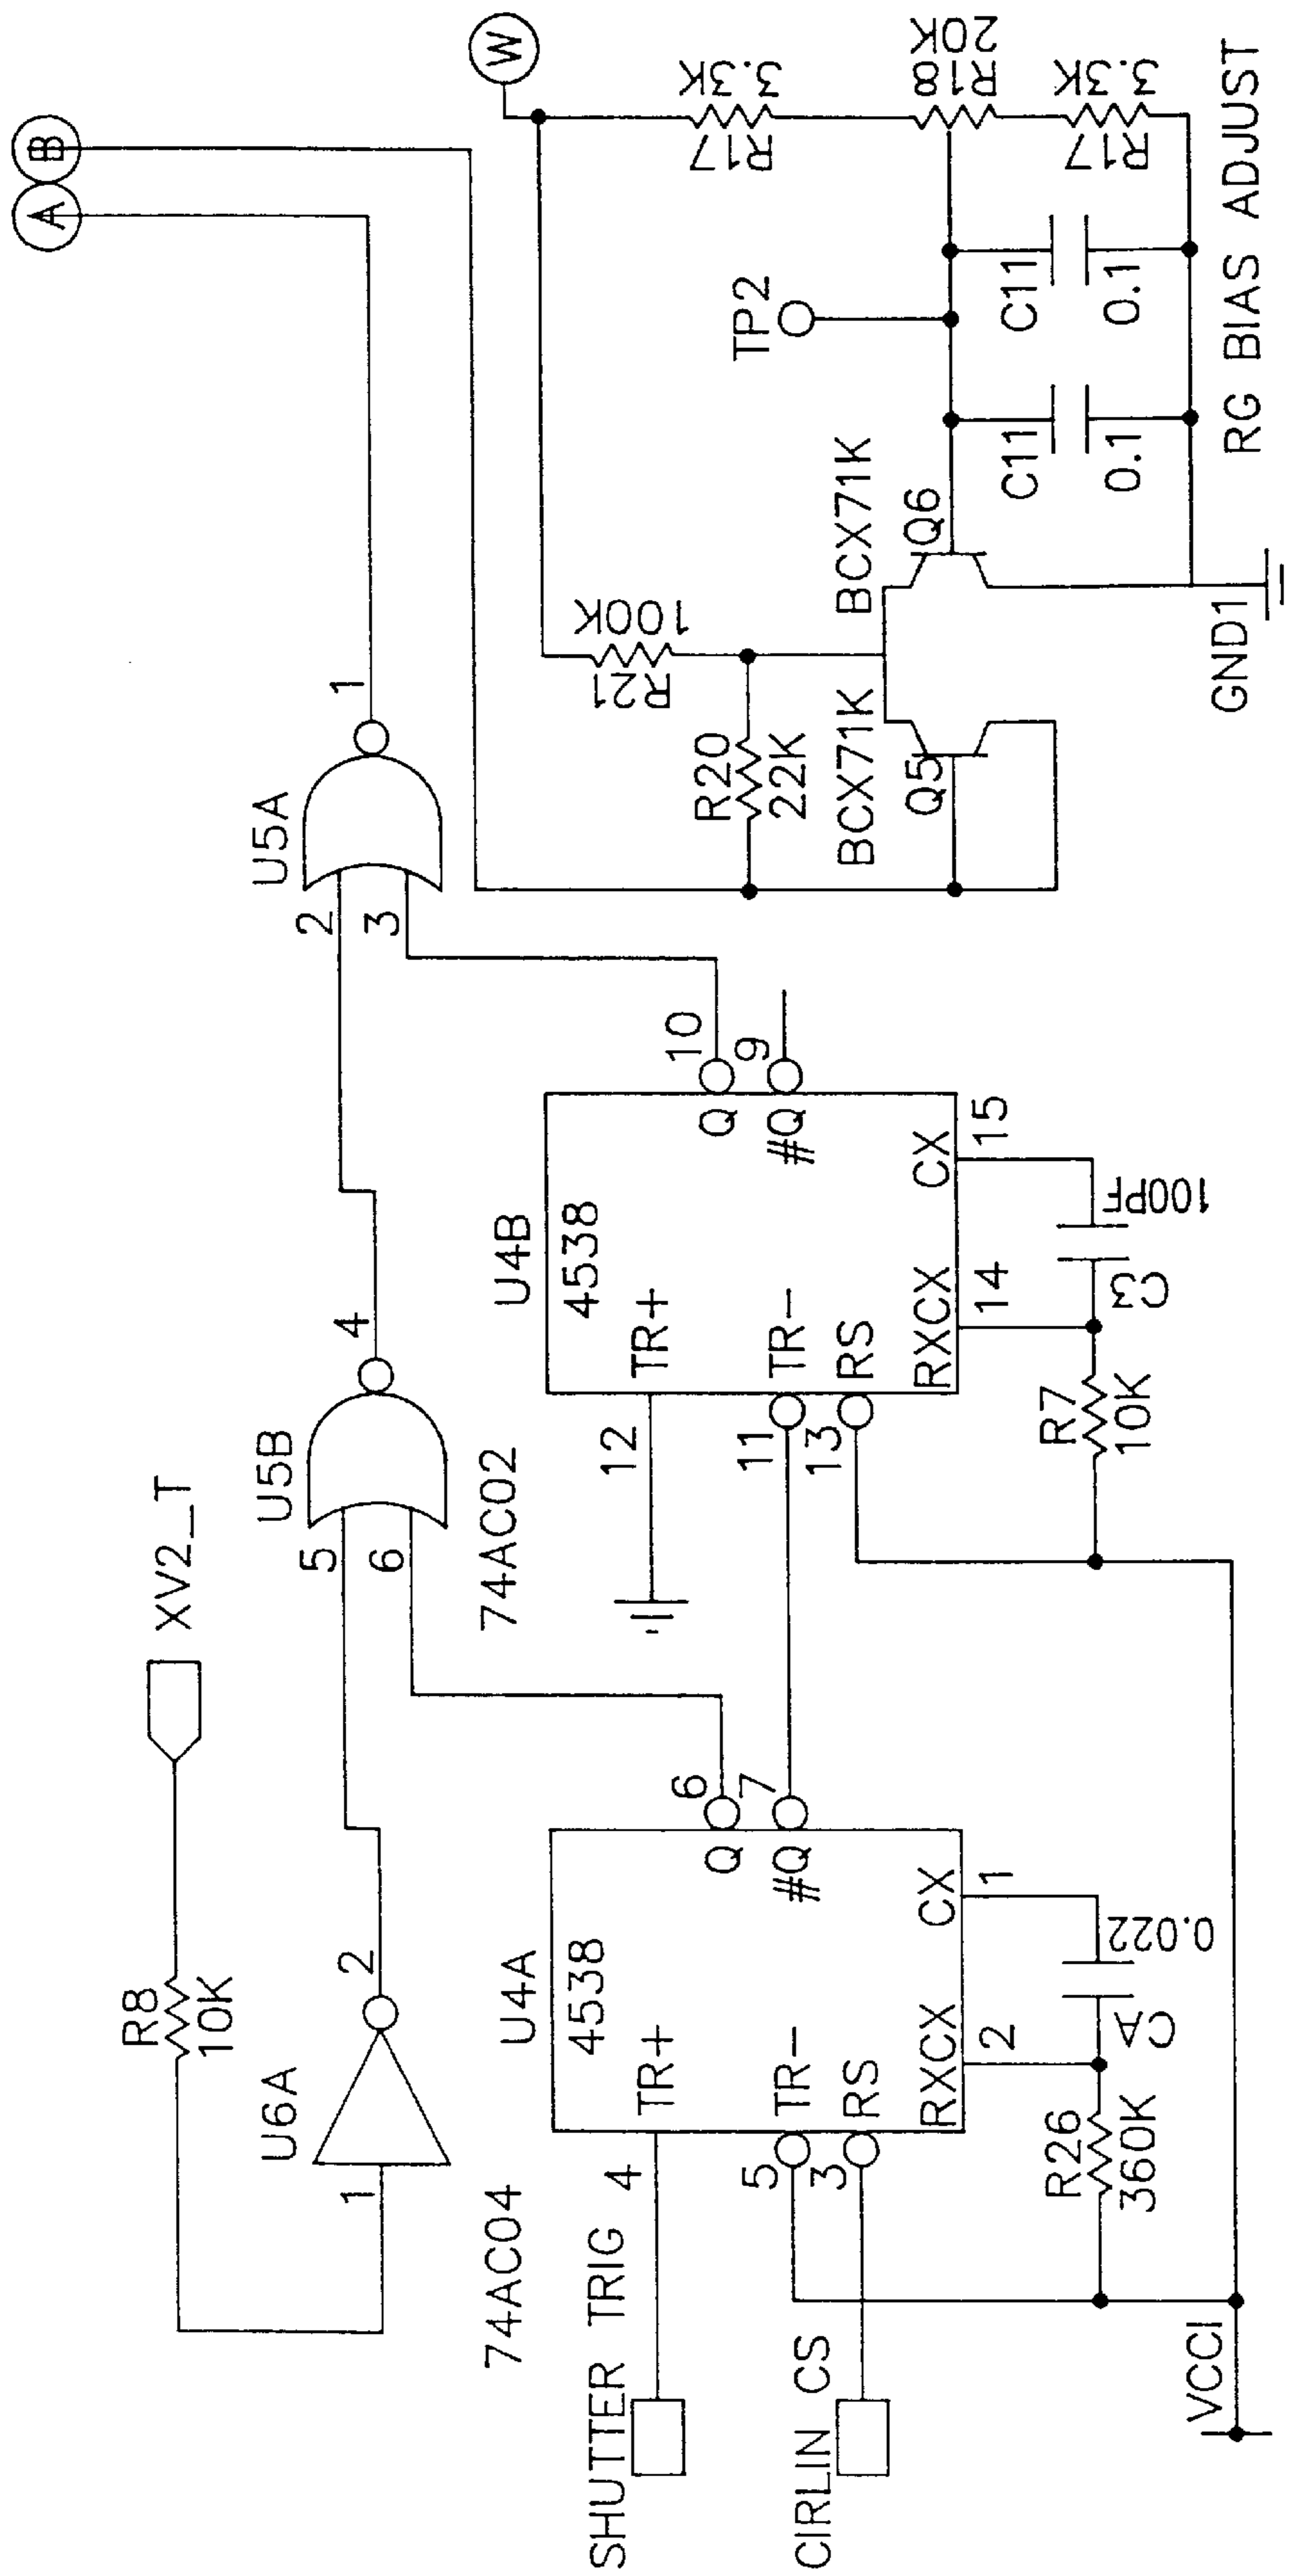 A
B
W
XV2_T
R8
10K
U6A
1
2
74AC04
U5B
5
6
4
74AC02
U5A
2
3
1
SHUTTER TRIG
4
CIRLIN CS
5
3
U4A
4538
TR+
TR-
RS
RXCX
CX
Q
#Q
6
7
2
1
R26
360K
CA
0.022
VCCI
U4B
4538
TR+
TR-
RS
RXCX
CX
Q
#Q
12
11
13
10
9
14
15
R7
10K
C3
100PF
R21
100K
R20
22K
BCX71K
Q5
BCX71K
Q6
TP2
C11
0.1
C11
0.1
R17
3.3K
R18
20K
R17
3.3K
GND1
RG BIAS ADJUST